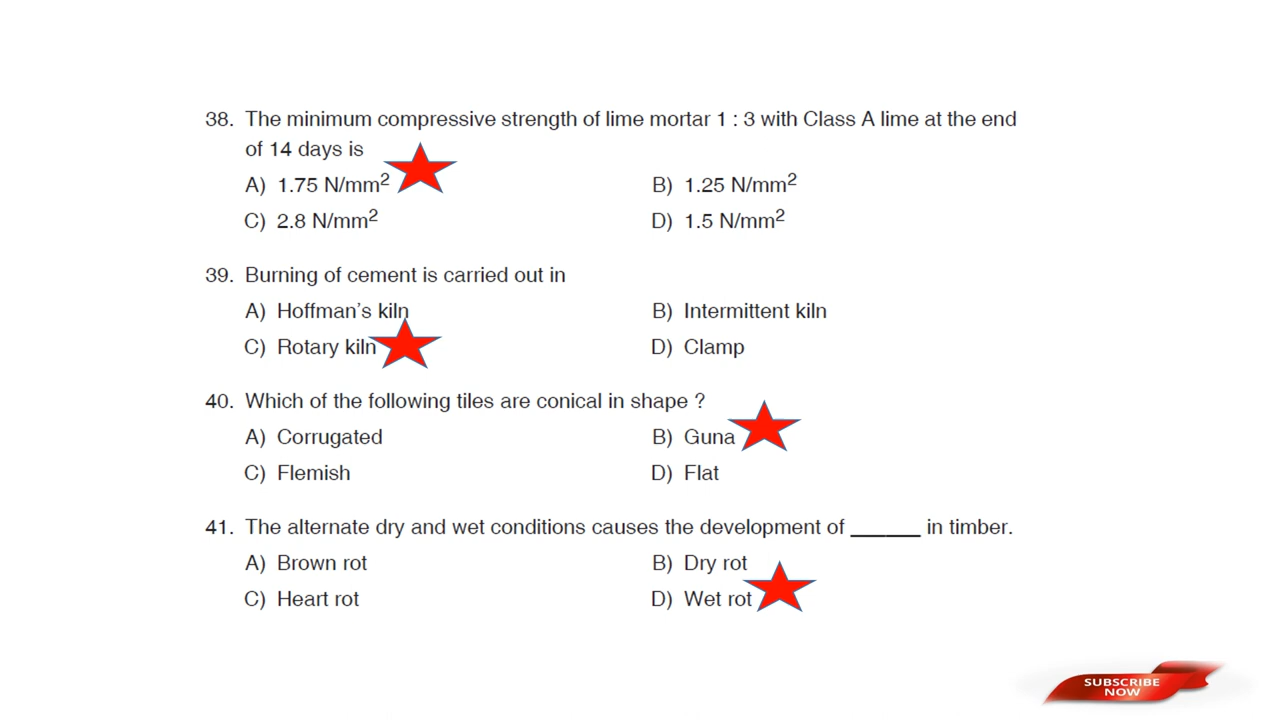 38. The minimum compressive strength of lime mortar 1 : 3 with Class A lime at the end
of 14 days is
A) 1.75 N/mm² B) 1.25 N/mm²
C) 2.8 N/mm² D) 1.5 N/mm²
39. Burning of cement is carried out in
A) Hoffman's kiln B) Intermittent kiln
C) Rotary kiln D) Clamp
40. Which of the following tiles are conical in shape ?
A) Corrugated B) Guna
C) Flemish D) Flat
41. The alternate dry and wet conditions causes the development of ______ in timber.
A) Brown rot B) Dry rot
C) Heart rot D) Wet rot
SUBSCRIBE
NOW